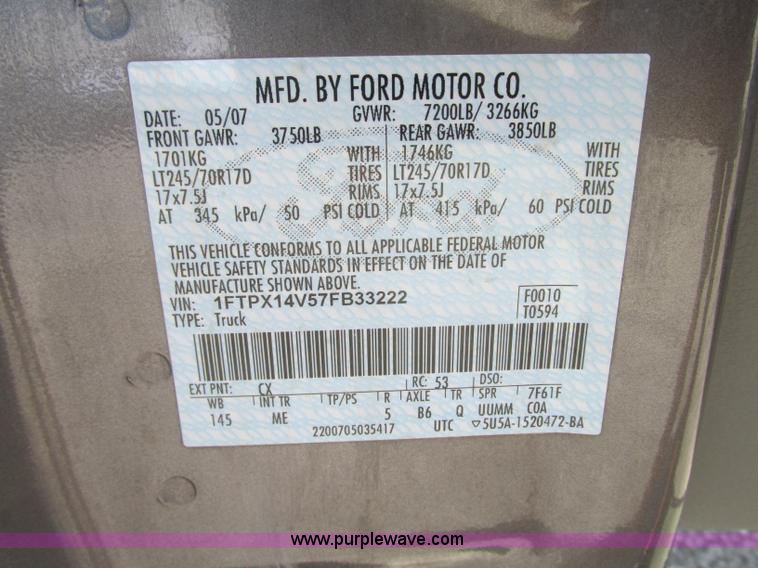 MFD. BY FORD MOTOR CO.
DATE: 05/07 GVWR: 7200LB/ 3266KG
FRONT GAWR: 3750LB REAR GAWR: 3850LB
1701KG WITH 1746KG WITH
LT245/70R17D TIRES LT245/70R17D TIRES
17x7.5J RIMS 17x7.5J RIMS
AT 345 kPa/ 50 PSI COLD AT 415 kPa/ 60 PSI COLD
THIS VEHICLE CONFORMS TO ALL APPLICABLE FEDERAL MOTOR
VEHICLE SAFETY STANDARDS IN EFFECT ON THE DATE OF
MANUFACTURE SHOWN ABOVE.
VIN: 1FTPX14V57FB33222 F0010
TYPE: Truck T0594
EXT PNT: CX RC: 53 DSO:
WB INT TR TP/PS R AXLE TR SPR 7F61F
145 ME 5 B6 Q UUMM COA
2200705035417 UTC ▽5U5A-1520472-BA
www.purplewave.com